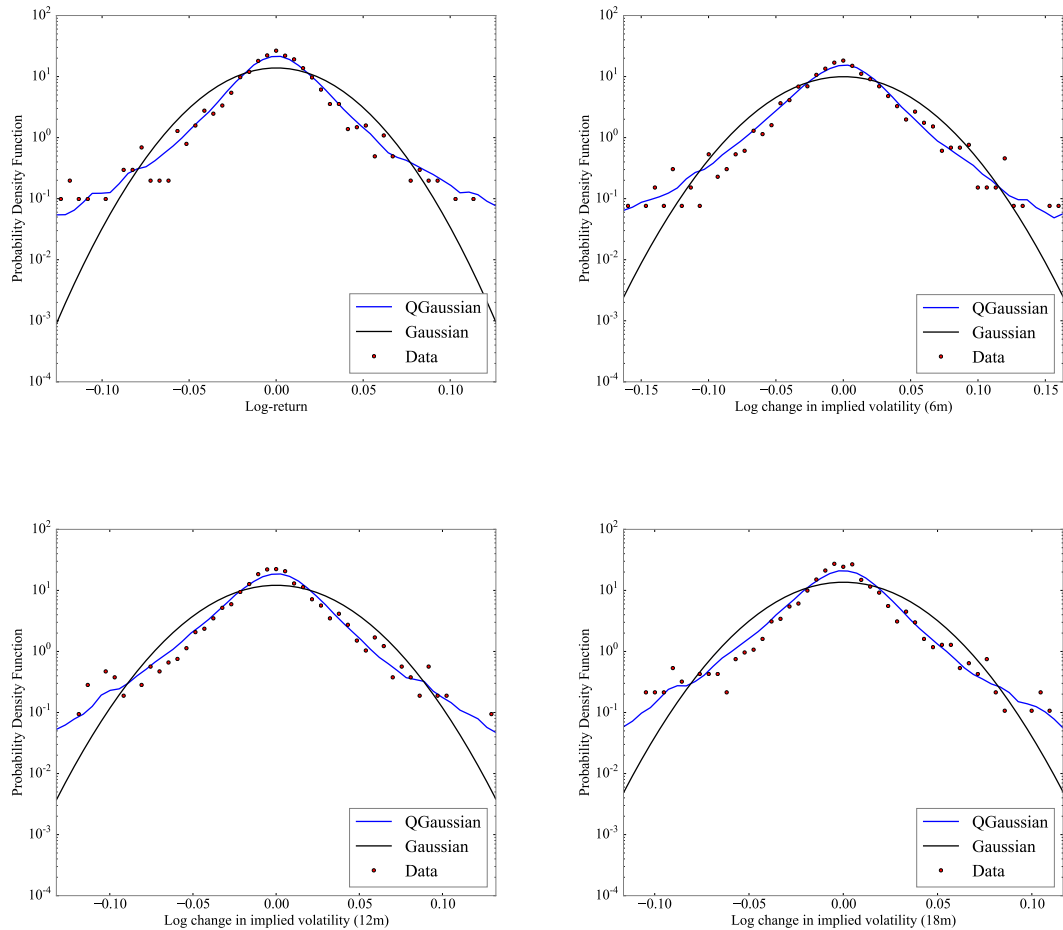 10^2
10^1
10^0
10^-1
10^-2
10^-3
10^-4
Probability Density Function
QGaussian
Gaussian
Data
−0.10 −0.05 0.00 0.05 0.10
Log-return
10^2
10^1
10^0
10^-1
10^-2
10^-3
10^-4
Probability Density Function
QGaussian
Gaussian
Data
−0.15 −0.10 −0.05 0.00 0.05 0.10 0.15
Log change in implied volatility (6m)
10^2
10^1
10^0
10^-1
10^-2
10^-3
10^-4
Probability Density Function
QGaussian
Gaussian
Data
−0.10 −0.05 0.00 0.05 0.10
Log change in implied volatility (12m)
10^2
10^1
10^0
10^-1
10^-2
10^-3
10^-4
Probability Density Function
QGaussian
Gaussian
Data
−0.10 −0.05 0.00 0.05 0.10
Log change in implied volatility (18m)